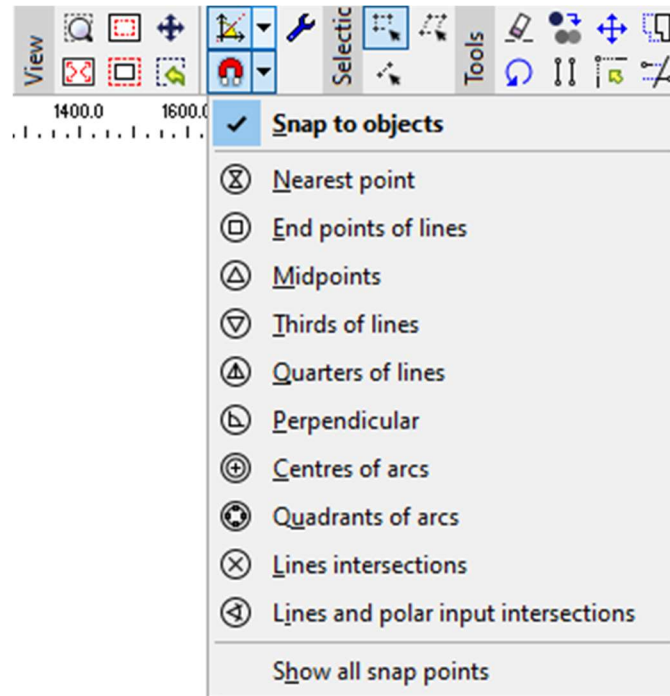 View
Selectic
Tools
1400.0 1600.0
Snap to objects
Nearest point
End points of lines
Midpoints
Thirds of lines
Quarters of lines
Perpendicular
Centres of arcs
Quadrants of arcs
Lines intersections
Lines and polar input intersections
Show all snap points